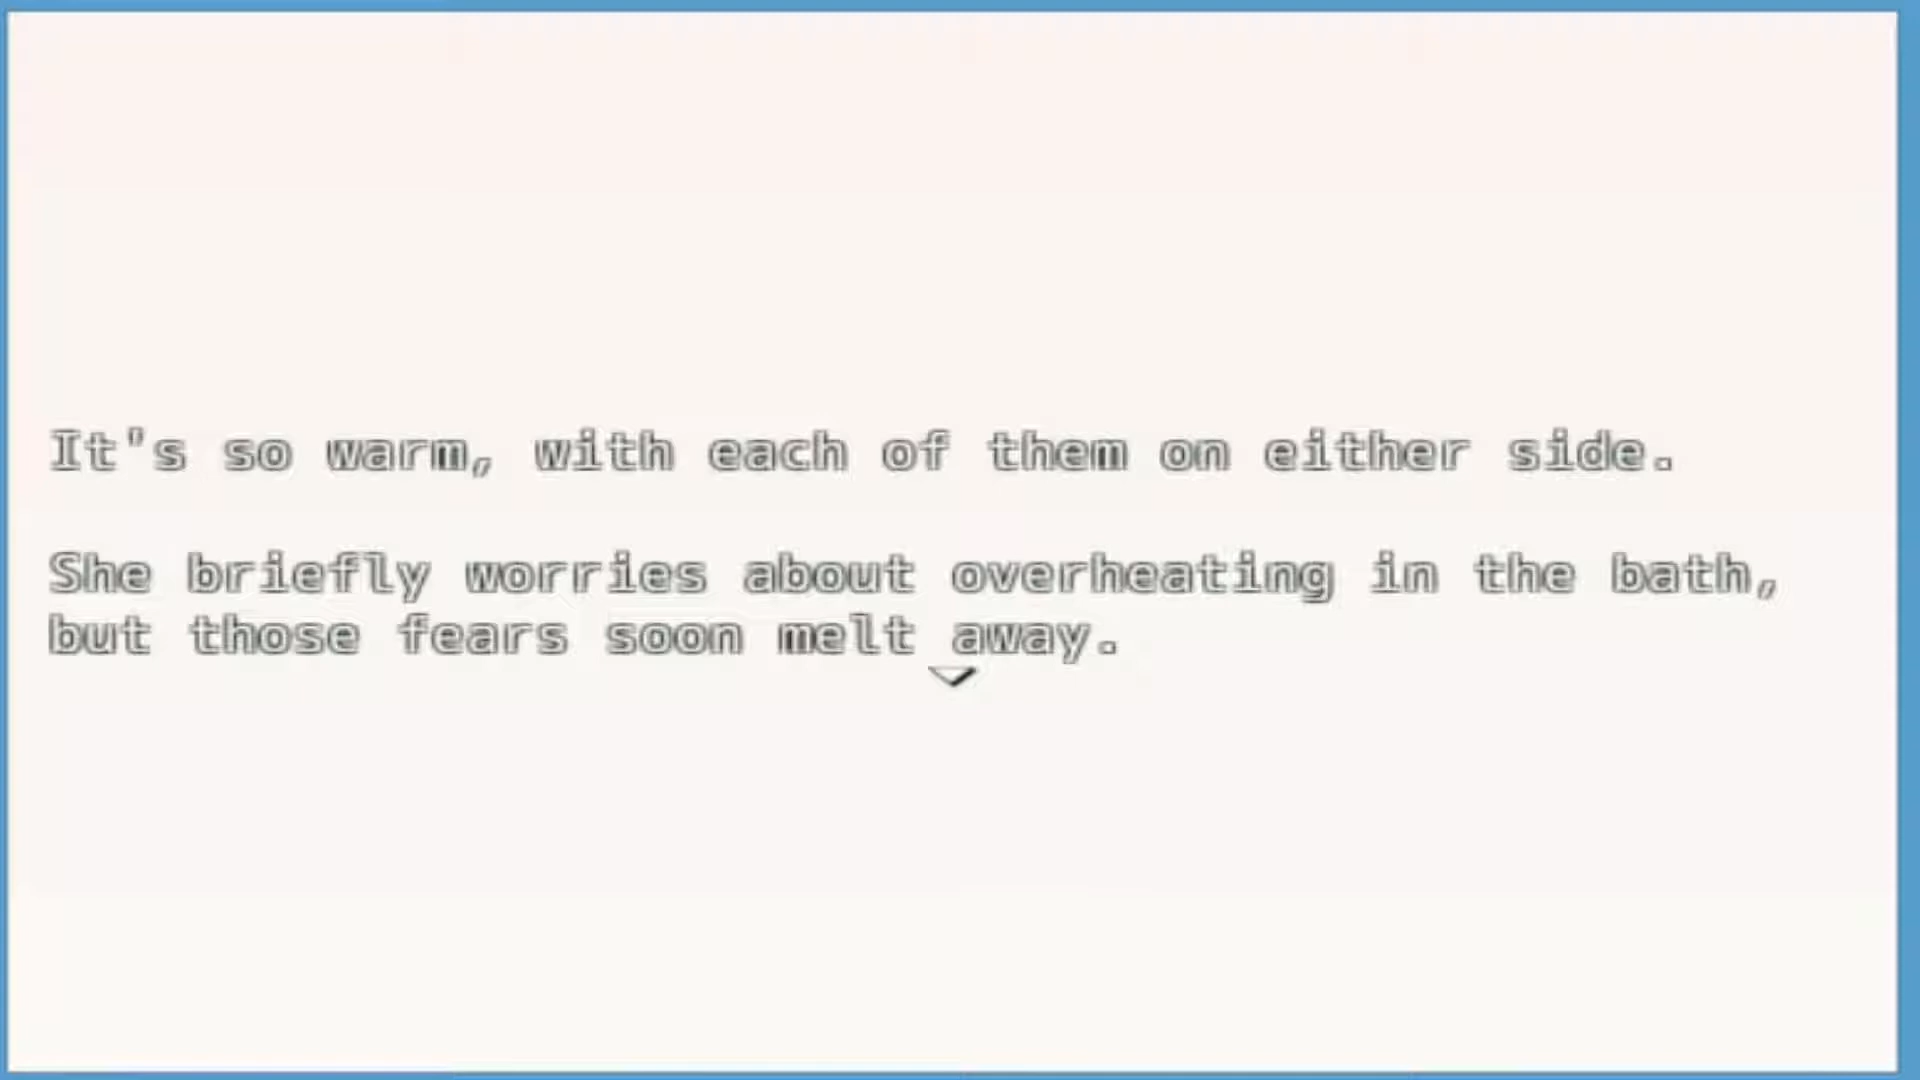 It's so warm, with each of them on either side.
She briefly worries about overheating in the bath,
but those fears soon melt away.